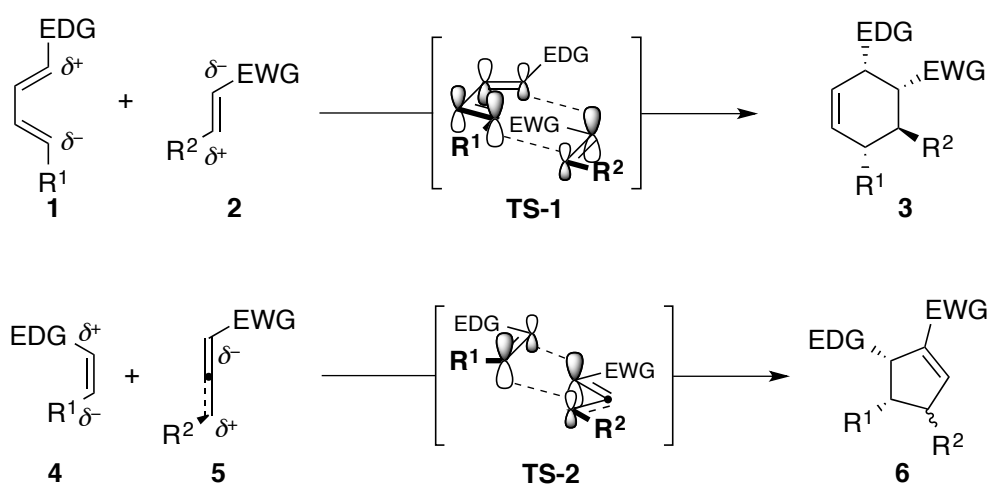 EDG
δ+
δ−
R1
1
+
δ−
EWG
R2
δ+
2
EDG
R1
EWG
R2
TS-1
EDG
EWG
R2
R1
3
EDG
δ+
R1
δ−
4
+
EWG
δ−
R2
δ+
5
EDG
R1
EWG
R2
TS-2
EWG
EDG
R1
R2
6